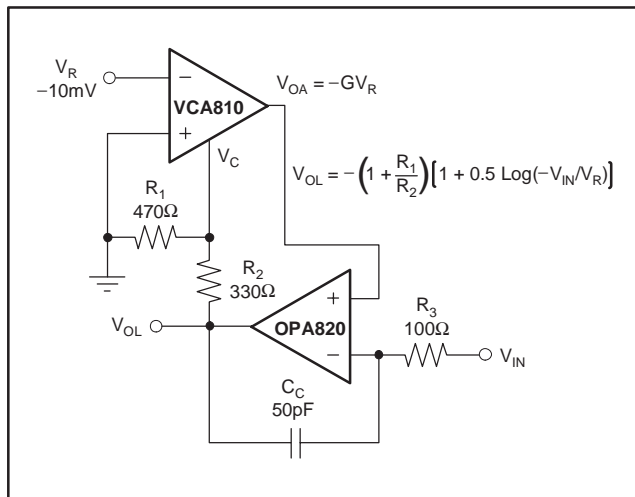 V_R
−10mV
−
VCA810
+
V_OA = −GV_R
V_C
V_OL = −(1 + R_1/R_2)[1 + 0.5 Log(−V_IN/V_R)]
R_1
470Ω
R_2
330Ω
+
OPA820
−
R_3
100Ω
V_OL
V_IN
C_C
50pF